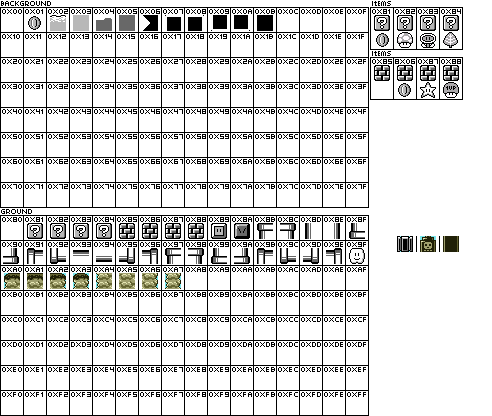 BACKGROUND
0X00 0X01 0X02 0X03 0X04 0X05 0X06 0X07 0X08 0X09 0X0A 0X0B 0X0C 0X0D 0X0E 0X0F
0X10 0X11 0X12 0X13 0X14 0X15 0X16 0X17 0X18 0X19 0X1A 0X1B 0X1C 0X1D 0X1E 0X1F
0X20 0X21 0X22 0X23 0X24 0X25 0X26 0X27 0X28 0X29 0X2A 0X2B 0X2C 0X2D 0X2E 0X2F
0X30 0X31 0X32 0X33 0X34 0X35 0X36 0X37 0X38 0X39 0X3A 0X3B 0X3C 0X3D 0X3E 0X3F
0X40 0X41 0X42 0X43 0X44 0X45 0X46 0X47 0X48 0X49 0X4A 0X4B 0X4C 0X4D 0X4E 0X4F
0X50 0X51 0X52 0X53 0X54 0X55 0X56 0X57 0X58 0X59 0X5A 0X5B 0X5C 0X5D 0X5E 0X5F
0X60 0X61 0X62 0X63 0X64 0X65 0X66 0X67 0X68 0X69 0X6A 0X6B 0X6C 0X6D 0X6E 0X6F
0X70 0X71 0X72 0X73 0X74 0X75 0X76 0X77 0X78 0X79 0X7A 0X7B 0X7C 0X7D 0X7E 0X7F
ITEMS
0X81 0X82 0X83 0X84
? ? ? ?
ITEMS
0X85 0X06 0X87 0X88
1UP
GROUND
0X80 0X81 0X82 0X83 0X84 0X85 0X86 0X87 0X88 0X89 0X8A 0X8B 0X8C 0X8D 0X8E 0X8F
? ? ? ?
0X90 0X91 0X92 0X93 0X94 0X95 0X96 0X97 0X98 0X99 0X9A 0X9B 0X9C 0X9D 0X9E 0X9F
0XA0 0XA1 0XA2 0XA3 0XA4 0XA5 0XA6 0XA7 0XA8 0XA9 0XAA 0XAB 0XAC 0XAD 0XAE 0XAF
0XB0 0XB1 0XB2 0XB3 0XB4 0XB5 0XB6 0XB7 0XB8 0XB9 0XBA 0XBB 0XBC 0XBD 0XBE 0XBF
0XC0 0XC1 0XC2 0XC3 0XC4 0XC5 0XC6 0XC7 0XC8 0XC9 0XCA 0XCB 0XCC 0XCD 0XCE 0XCF
0XD0 0XD1 0XD2 0XD3 0XD4 0XD5 0XD6 0XD7 0XD8 0XD9 0XDA 0XDB 0XDC 0XDD 0XDE 0XDF
0XE0 0XE1 0XE2 0XE3 0XE4 0XE5 0XE6 0XE7 0XE8 0XE9 0XEA 0XEB 0XEC 0XED 0XEE 0XEF
0XF0 0XF1 0XF2 0XF3 0XF4 0XF5 0XF6 0XF7 0XF8 0XF9 0XFA 0XFB 0XFC 0XFD 0XFE 0XFF